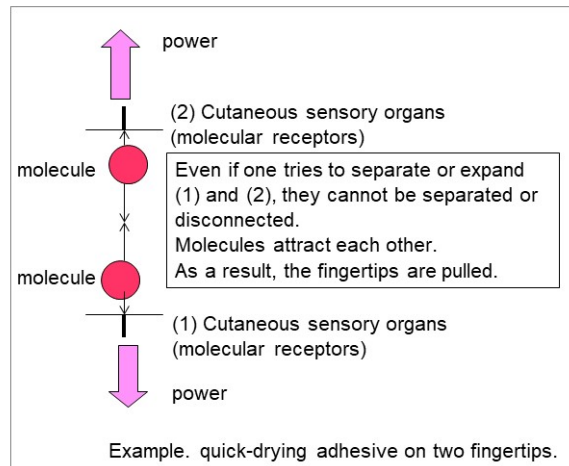 power
(2) Cutaneous sensory organs
(molecular receptors)
molecule
Even if one tries to separate or expand
(1) and (2), they cannot be separated or
disconnected.
Molecules attract each other.
As a result, the fingertips are pulled.
molecule
(1) Cutaneous sensory organs
(molecular receptors)
power
Example. quick-drying adhesive on two fingertips.